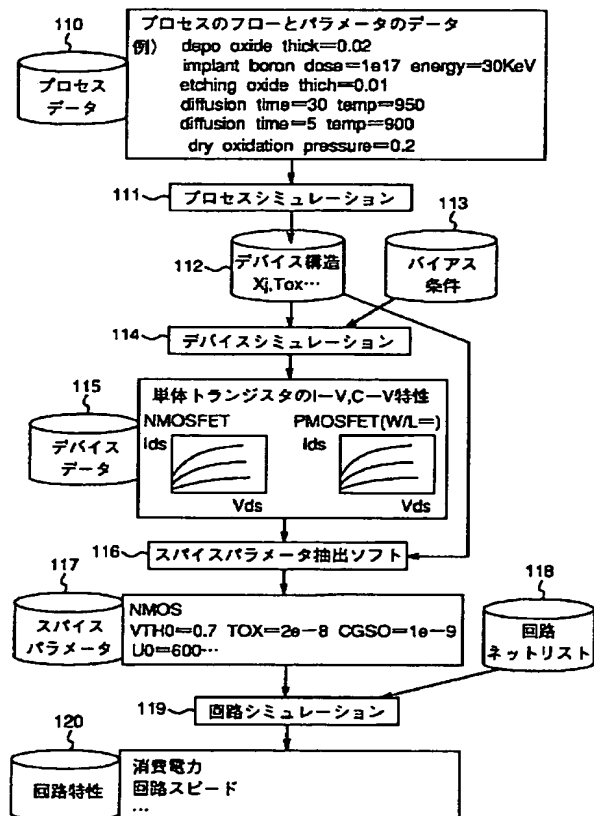 110
プロセス
データ
プロセスのフローとパラメータのデータ
例) depo oxide thick=0.02
implant boron dose=1e17 energy=30KeV
etching oxide thich=0.01
diffusion time=30 temp=950
diffusion time=5 temp=900
dry oxidation pressure=0.2
111
プロセスシミュレーション
112
デバイス構造
Xj,Tox…
113
バイアス
条件
114
デバイスシミュレーション
115
デバイス
データ
単体トランジスタのI-V,C-V特性
NMOSFET
PMOSFET(W/L=)
Ids
Vds
Ids
Vds
116
スパイスパラメータ抽出ソフト
117
スパイス
パラメータ
NMOS
VTH0=0.7 TOX=2e-8 CGSO=1e-9
U0=600…
118
回路
ネットリスト
119
回路シミュレーション
120
回路特性
消費電力
回路スピード
…